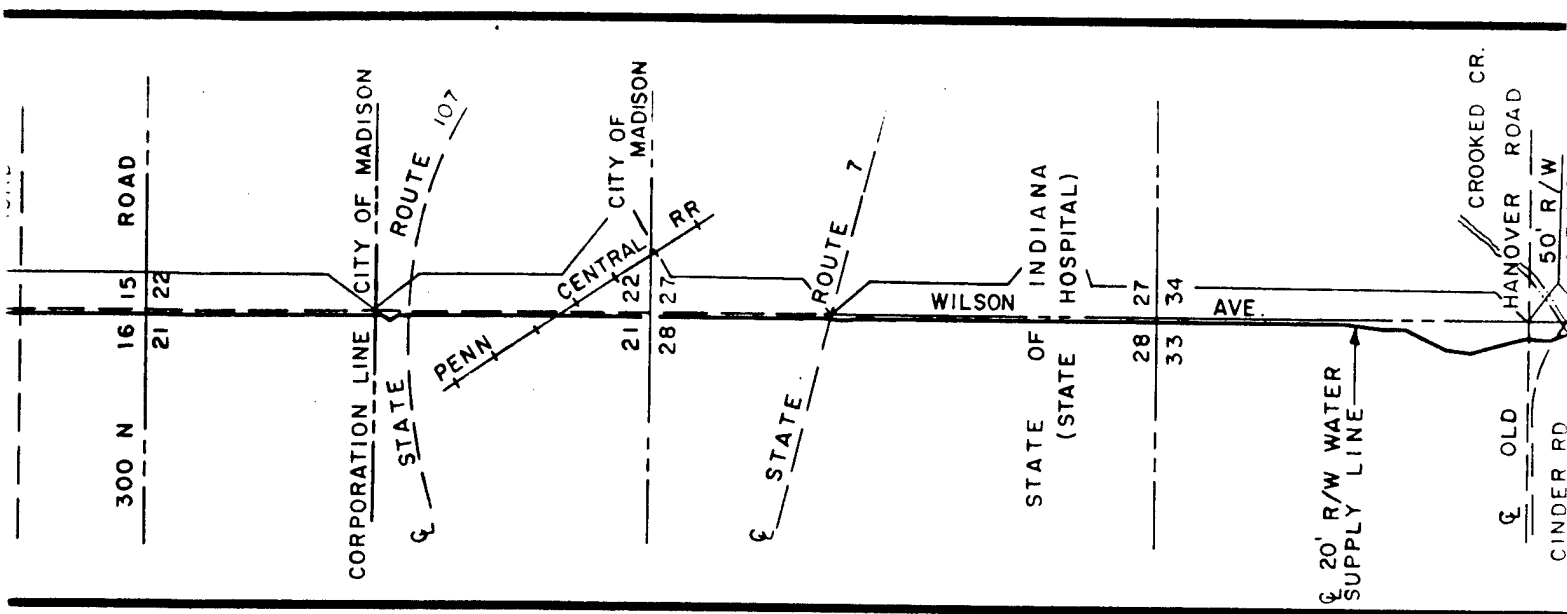 300 N ROAD
16 15
21 22
CORPORATION LINE CITY OF MADISON
℄ STATE ROUTE 107
PENN CENTRAL RR
CITY OF
MADISON
21 22
28 27
℄ STATE ROUTE 7
WILSON AVE.
STATE OF INDIANA
(STATE HOSPITAL)
28 27
33 34
℄ 20' R/W WATER
SUPPLY LINE
CROOKED CR.
℄ OLD HANOVER ROAD
50' R/W
CINDER RD